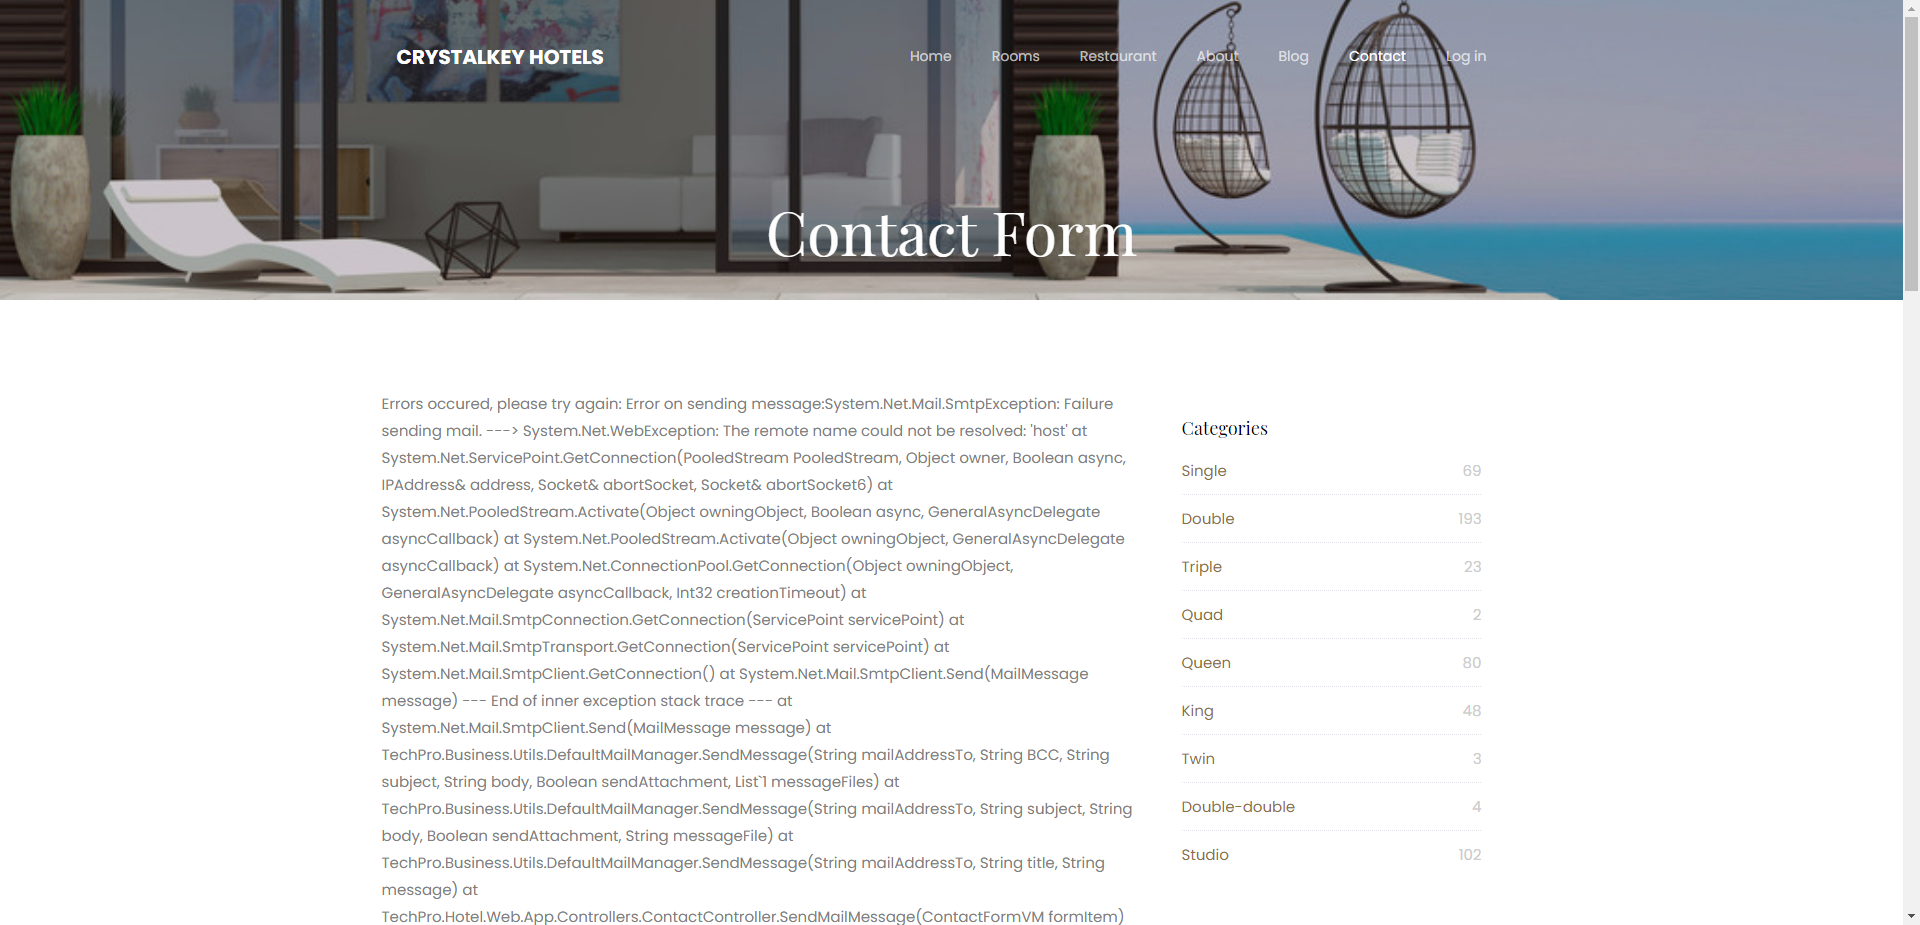 CRYSTALKEY HOTELS
Home Rooms Restaurant About Blog Contact Log in
Contact Form
Errors occured, please try again: Error on sending message:System.Net.Mail.SmtpException: Failure
sending mail. ---> System.Net.WebException: The remote name could not be resolved: 'host' at
System.Net.ServicePoint.GetConnection(PooledStream PooledStream, Object owner, Boolean async,
IPAddress& address, Socket& abortSocket, Socket& abortSocket6) at
System.Net.PooledStream.Activate(Object owningObject, Boolean async, GeneralAsyncDelegate
asyncCallback) at System.Net.PooledStream.Activate(Object owningObject, GeneralAsyncDelegate
asyncCallback) at System.Net.ConnectionPool.GetConnection(Object owningObject,
GeneralAsyncDelegate asyncCallback, Int32 creationTimeout) at
System.Net.Mail.SmtpConnection.GetConnection(ServicePoint servicePoint) at
System.Net.Mail.SmtpTransport.GetConnection(ServicePoint servicePoint) at
System.Net.Mail.SmtpClient.GetConnection() at System.Net.Mail.SmtpClient.Send(MailMessage
message) --- End of inner exception stack trace --- at
System.Net.Mail.SmtpClient.Send(MailMessage message) at
TechPro.Business.Utils.DefaultMailManager.SendMessage(String mailAddressTo, String BCC, String
subject, String body, Boolean sendAttachment, List`1 messageFiles) at
TechPro.Business.Utils.DefaultMailManager.SendMessage(String mailAddressTo, String subject, String
body, Boolean sendAttachment, String messageFile) at
TechPro.Business.Utils.DefaultMailManager.SendMessage(String mailAddressTo, String title, String
message) at
TechPro.Hotel.Web.App.Controllers.ContactController.SendMailMessage(ContactFormVM formItem)
Categories
Single 69
Double 193
Triple 23
Quad 2
Queen 80
King 48
Twin 3
Double-double 4
Studio 102